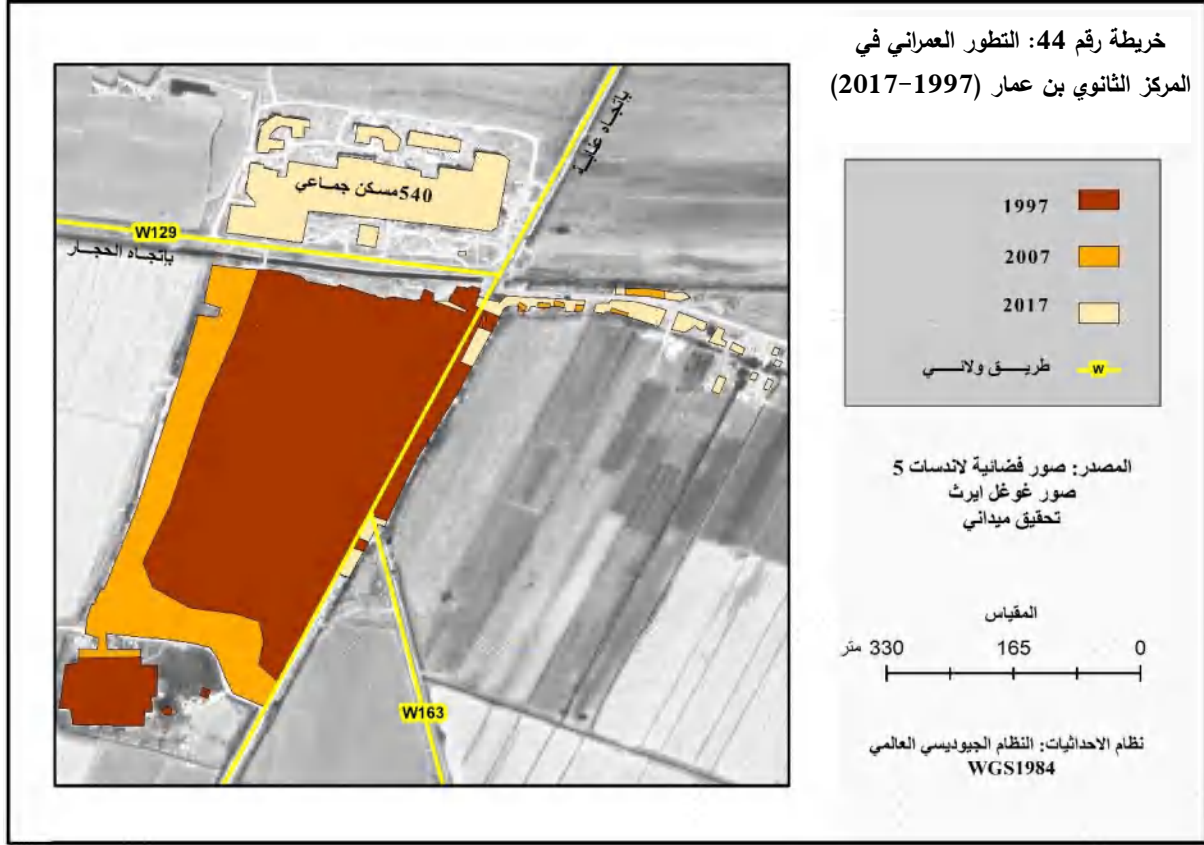 خريطة رقم 44: التطور العمراني في
المركز الثانوي بن عمار (1997-2017)
بإتجاه عنابة
540مسكن جماعي
W129
بإتجاه الحجار
W163
1997
2007
2017
طريق ولائي
W
المصدر: صور فضائية لاندسات 5
صور غوغل ايرث
تحقيق ميداني
المقياس
330 165 0 متر
نظام الاحداثيات: النظام الجيوديسي العالمي
WGS1984